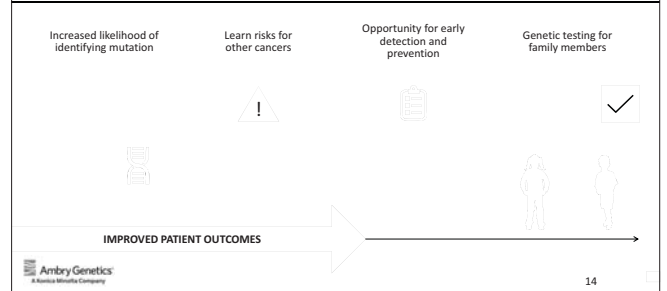 Increased likelihood of
identifying mutation
Learn risks for
other cancers
Opportunity for early
detection and
prevention
Genetic testing for
family members
!
IMPROVED PATIENT OUTCOMES
Ambry Genetics
A Konica Minolta Company
14